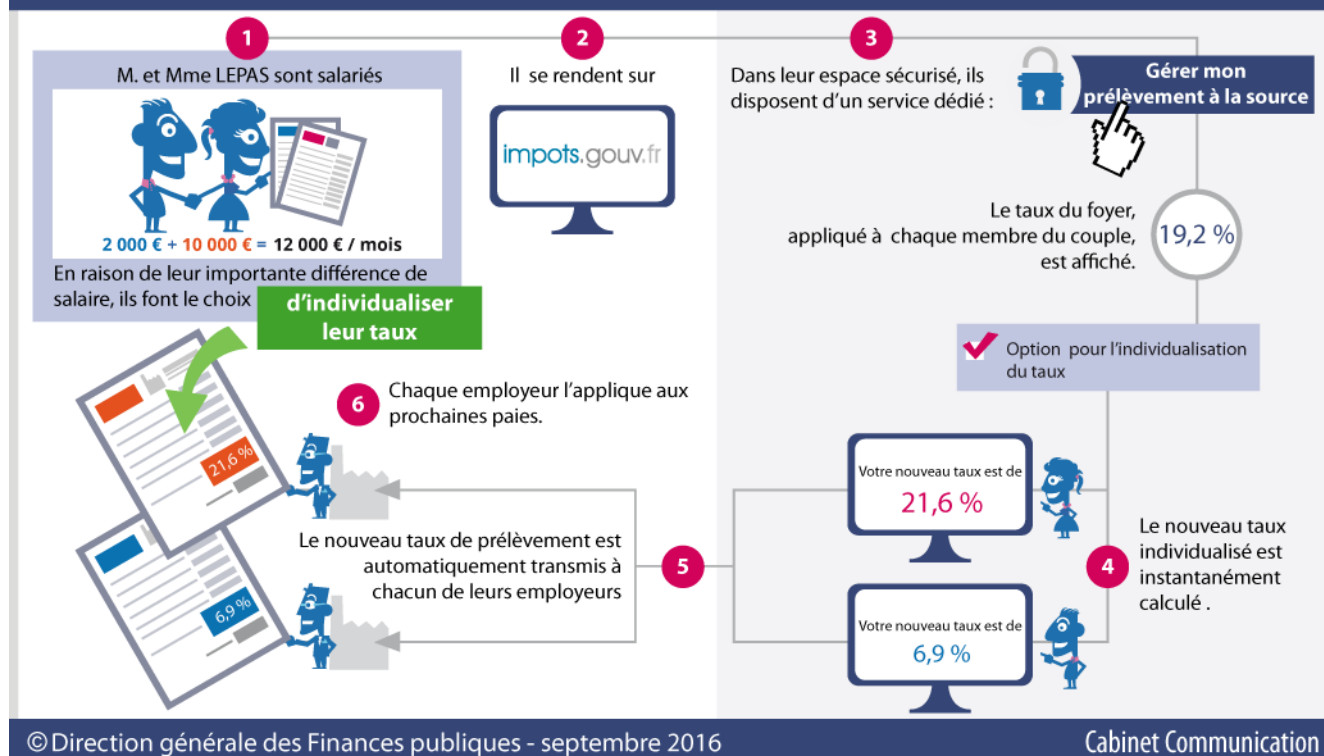 1
M. et Mme LEPAS sont salariés
2 000 € + 10 000 € = 12 000 € / mois
En raison de leur importante différence de
salaire, ils font le choix
d'individualiser
leur taux
2
Il se rendent sur
impots.gouv.fr
3
Dans leur espace sécurisé, ils
disposent d'un service dédié :
Gérer mon
prélèvement à la source
Le taux du foyer,
appliqué à chaque membre du couple,
est affiché.
19,2 %
Option pour l'individualisation
du taux
Votre nouveau taux est de
21,6 %
Votre nouveau taux est de
6,9 %
4
Le nouveau taux
individualisé est
instantanément
calculé .
5
Le nouveau taux de prélèvement est
automatiquement transmis à
chacun de leurs employeurs
6
Chaque employeur l'applique aux
prochaines paies.
21,6 %
6,9 %
© Direction générale des Finances publiques - septembre 2016
Cabinet Communication